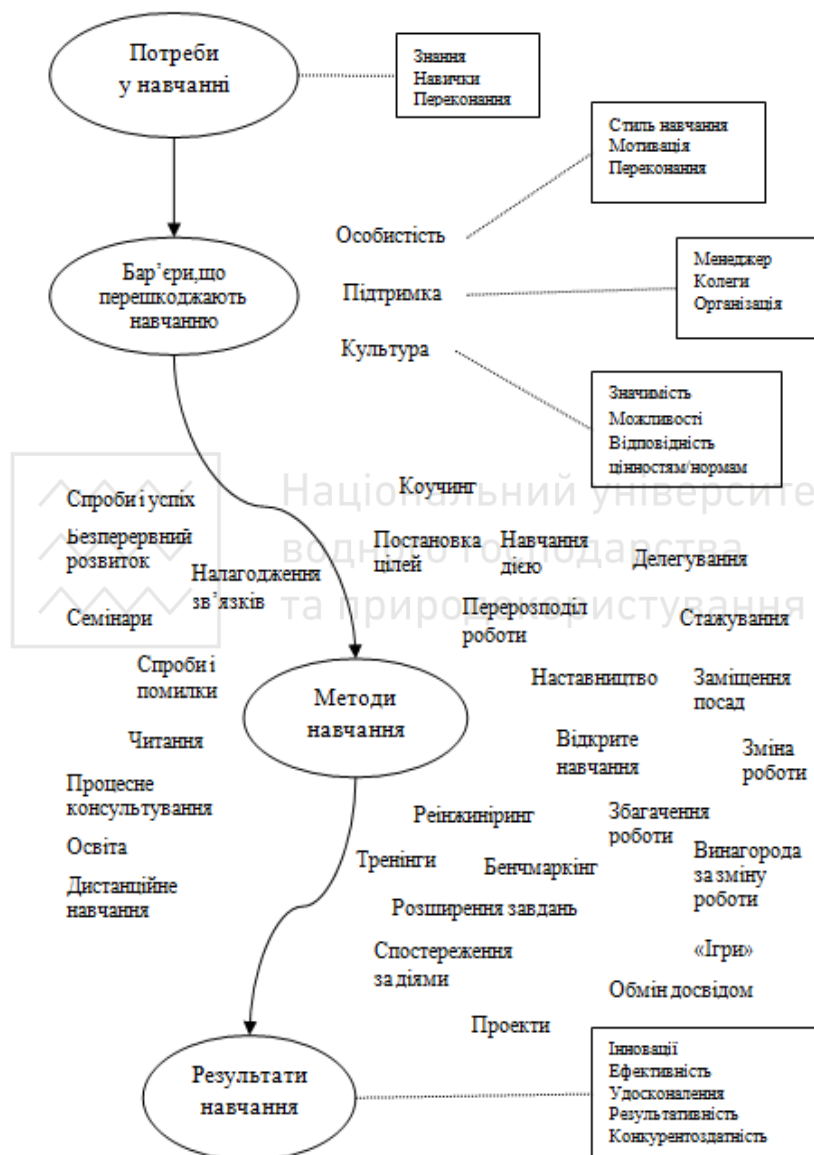 Потреби
у навчанні
Знання
Навички
Переконання
Стиль навчання
Мотивація
Переконання
Особистість
Бар’єри,що
перешкоджають
навчанню
Підтримка
Менеджер
Колеги
Організація
Культура
Значимість
Можливості
Відповідність
цінностям/нормам
Національний університе
водного господарства
та природокористування
Коучинг
Спроби і успіх
Безперервний
розвиток
Налагодження
зв’язків
Постановка
цілей
Навчання
дією
Делегування
Семінари
Перерозподіл
роботи
Стажування
Спроби і
помилки
Методи
навчання
Наставництво
Заміщення
посад
Читання
Відкрите
навчання
Зміна
роботи
Процесне
консультування
Реінжиніринг
Збагачення
роботи
Освіта
Тренінги
Бенчмаркінг
Винагорода
за зміну
роботи
Дистанційне
навчання
Розширення завдань
Спостереження
за діями
«Ігри»
Обмін досвідом
Проекти
Результати
навчання
Інновації
Ефективність
Удосконалення
Результативність
Конкурентоздатність